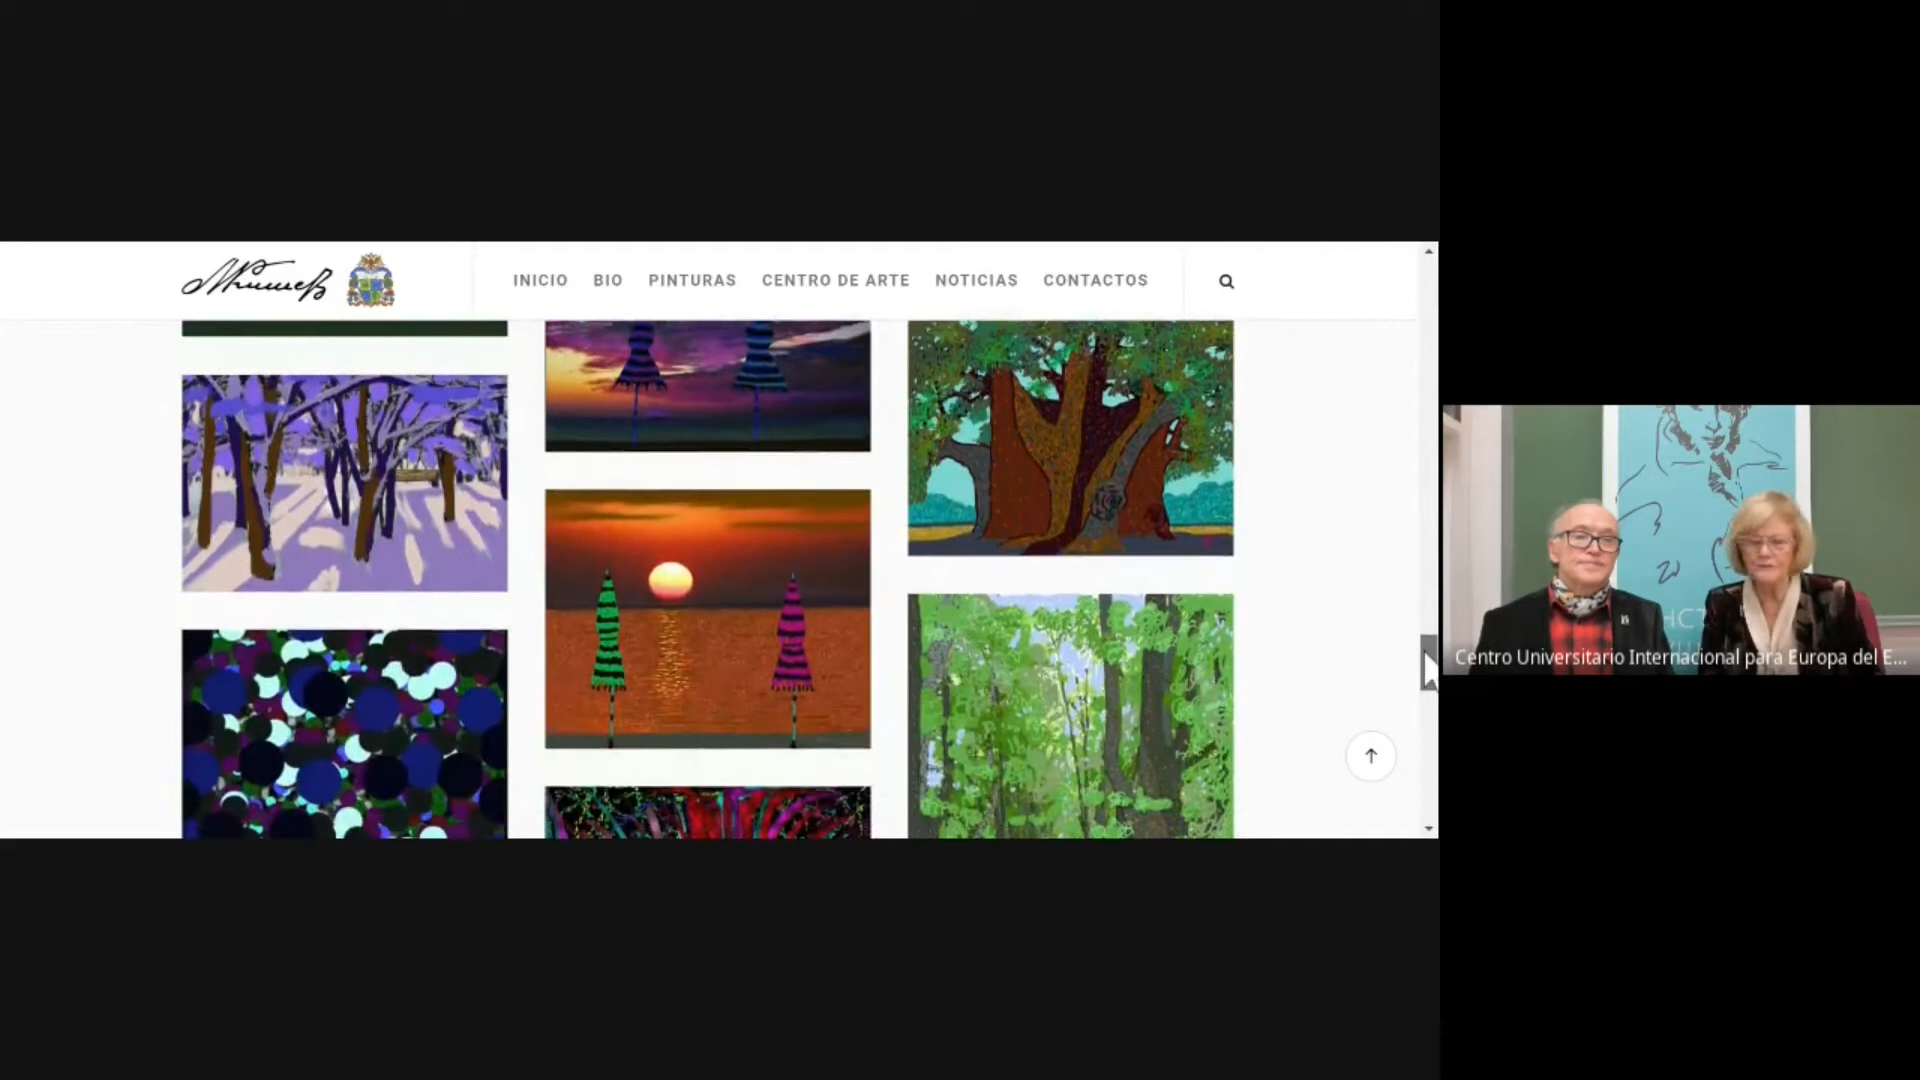 INICIO BIO PINTURAS CENTRO DE ARTE NOTICIAS CONTACTOS
Centro Universitario Internacional para Europa del E...